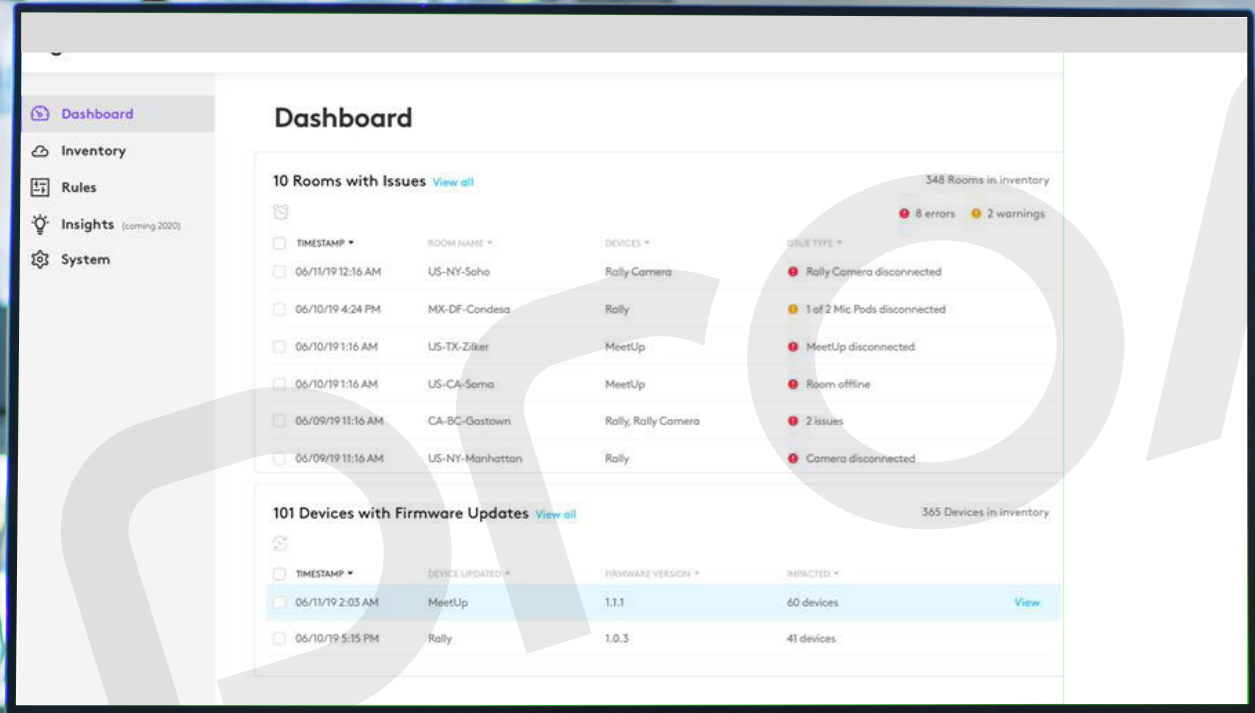 Dashboard
Inventory
Rules
Insights (coming 2020)
System
Dashboard
10 Rooms with Issues View all
348 Rooms in inventory
8 errors 2 warnings
TIMESTAMP ROOM NAME DEVICES ISSUE TYPE
06/11/19 12:16 AM US-NY-Soho Rally Camera Rally Camera disconnected
06/10/19 4:24 PM MX-DF-Condesa Rally 1 of 2 Mic Pods disconnected
06/10/19 1:16 AM US-TX-Zilker MeetUp MeetUp disconnected
06/10/19 1:16 AM US-CA-Soma MeetUp Room offline
06/09/19 11:16 AM CA-BC-Gastown Rally, Rally Camera 2 issues
06/09/19 11:16 AM US-NY-Manhattan Rally Camera disconnected
101 Devices with Firmware Updates View all
365 Devices in inventory
TIMESTAMP DEVICE UPDATED FIRMWARE VERSION IMPACTED
06/11/19 2:03 AM MeetUp 1.1.1 60 devices View
06/10/19 5:15 PM Rally 1.0.3 41 devices